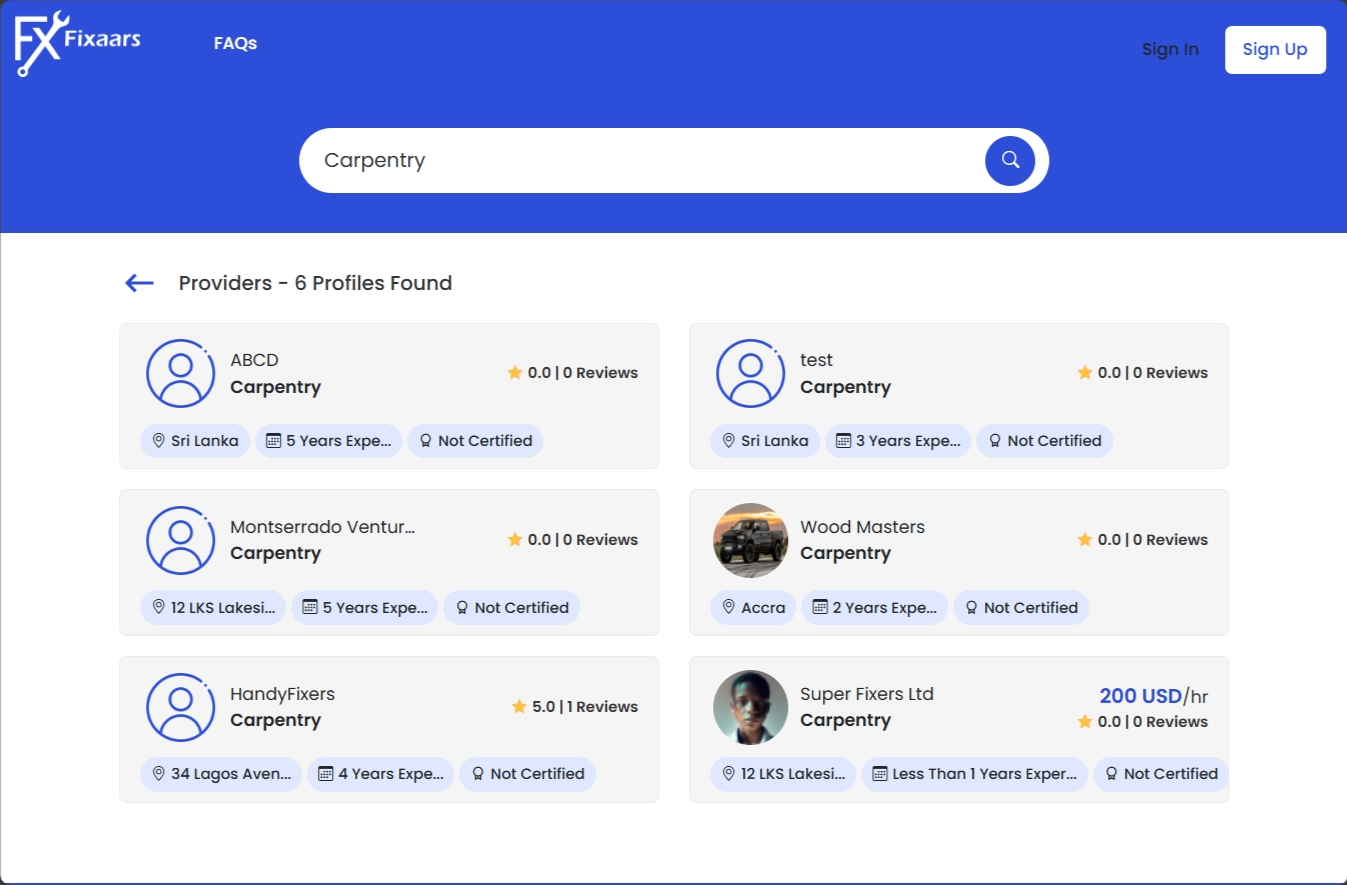 FX Fixaars
FAQs
Sign In
Sign Up
Carpentry
Providers - 6 Profiles Found
ABCD
Carpentry
0.0 | 0 Reviews
Sri Lanka
5 Years Expe...
Not Certified
test
Carpentry
0.0 | 0 Reviews
Sri Lanka
3 Years Expe...
Not Certified
Montserrado Ventur...
Carpentry
0.0 | 0 Reviews
12 LKS Lakesi...
5 Years Expe...
Not Certified
Wood Masters
Carpentry
0.0 | 0 Reviews
Accra
2 Years Expe...
Not Certified
HandyFixers
Carpentry
5.0 | 1 Reviews
34 Lagos Aven...
4 Years Expe...
Not Certified
Super Fixers Ltd
Carpentry
200 USD/hr
0.0 | 0 Reviews
12 LKS Lakesi...
Less Than 1 Years Exper...
Not Certified